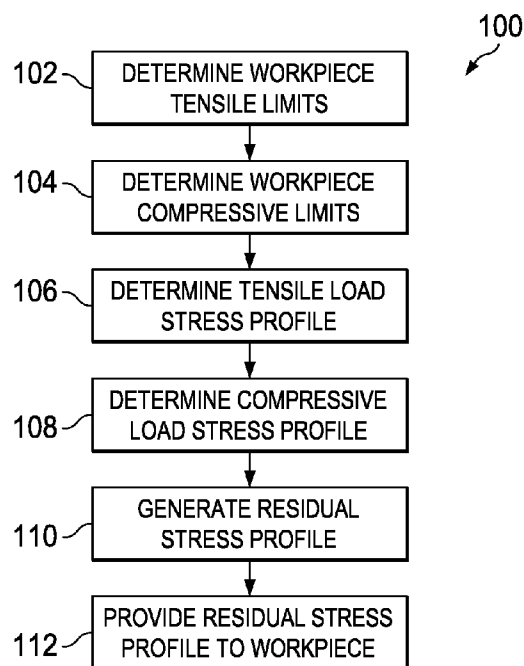 100
102
DETERMINE WORKPIECE
TENSILE LIMITS
104
DETERMINE WORKPIECE
COMPRESSIVE LIMITS
106
DETERMINE TENSILE LOAD
STRESS PROFILE
108
DETERMINE COMPRESSIVE
LOAD STRESS PROFILE
110
GENERATE RESIDUAL
STRESS PROFILE
112
PROVIDE RESIDUAL STRESS
PROFILE TO WORKPIECE